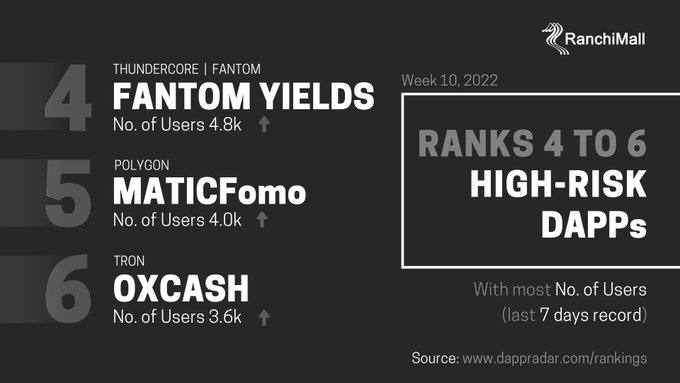 RanchiMall
4
THUNDERCORE | FANTOM
FANTOM YIELDS
No. of Users 4.8k
5
POLYGON
MATICFomo
No. of Users 4.0k
6
TRON
OXCASH
No. of Users 3.6k
Week 10, 2022
RANKS 4 TO 6
HIGH-RISK
DAPPs
With most No. of Users
(last 7 days record)
Source: www.dappradar.com/rankings